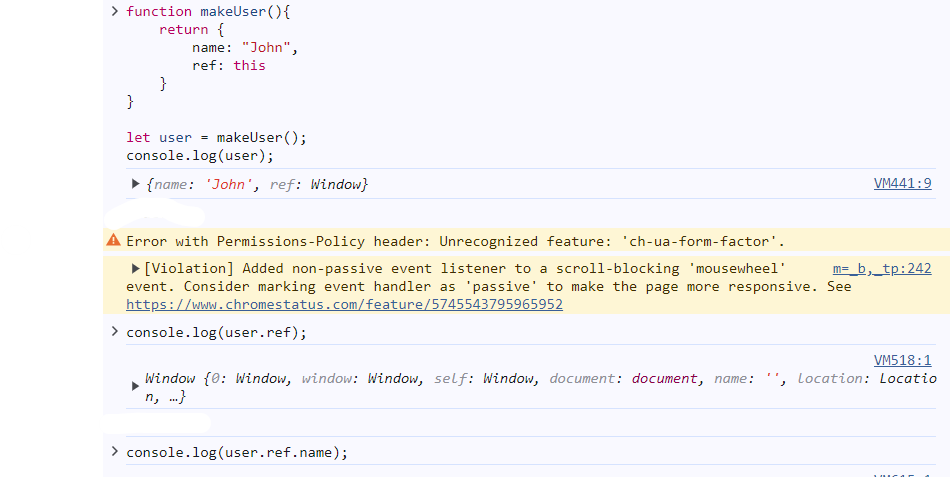 function makeUser(){
return {
name: "John",
ref: this
}
}
let user = makeUser();
console.log(user);
{name: 'John', ref: Window} VM441:9
Error with Permissions-Policy header: Unrecognized feature: 'ch-ua-form-factor'.
[Violation] Added non-passive event listener to a scroll-blocking 'mousewheel' m=_b,_tp:242
event. Consider marking event handler as 'passive' to make the page more responsive. See
https://www.chromestatus.com/feature/5745543795965952
console.log(user.ref);
VM518:1
Window {0: Window, window: Window, self: Window, document: document, name: '', location: Locatio
n, …}
console.log(user.ref.name);